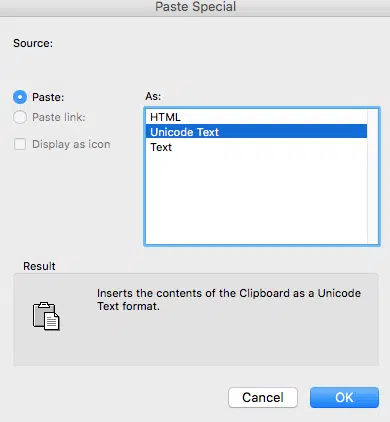 Paste Special
Source:
Paste:
As:
Paste link:
Display as icon
HTML
Unicode Text
Text
Result
Inserts the contents of the Clipboard as a Unicode
Text format.
Cancel
OK